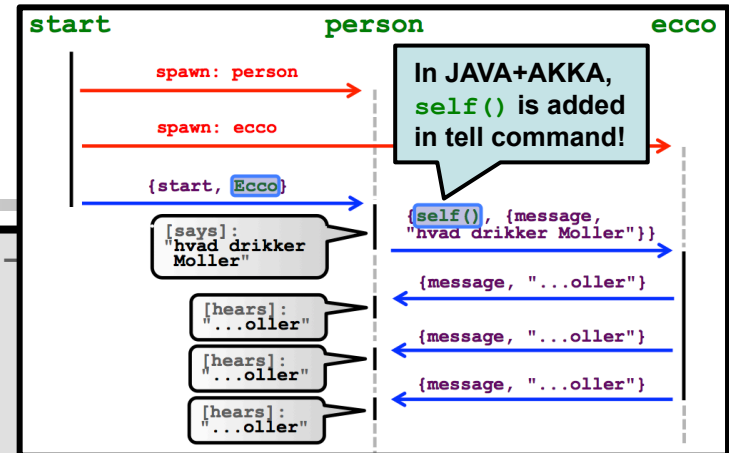 start person ecco
spawn: person
In JAVA+AKKA,
self() is added
in tell command!
spawn: ecco
{start, Ecco}
{self(), {message,
"hvad drikker Moller"}}
[says]:
"hvad drikker
Moller"
{message, "...oller"}
[hears]:
"...oller"
{message, "...oller"}
[hears]:
"...oller"
{message, "...oller"}
[hears]:
"...oller"